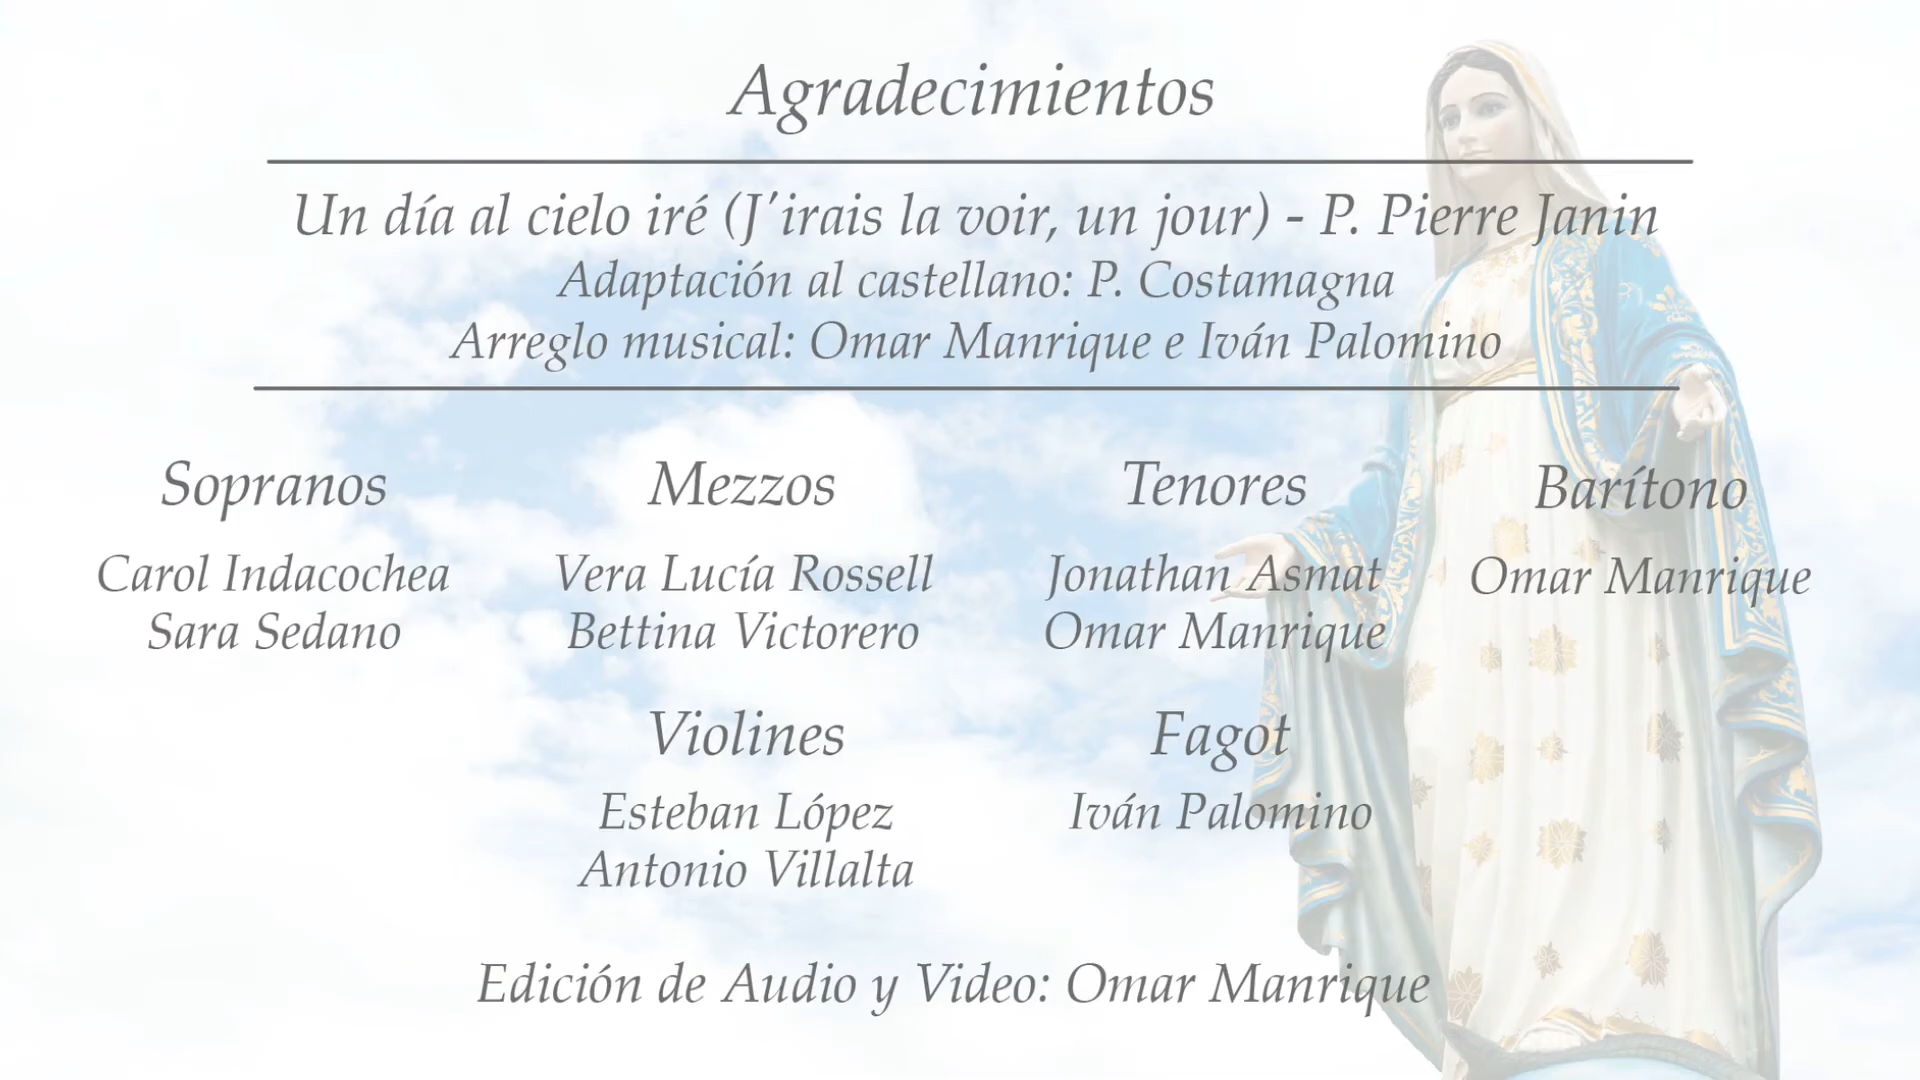 Agradecimientos
Un día al cielo iré (J'irais la voir, un jour) - P. Pierre Janin
Adaptación al castellano: P. Costamagna
Arreglo musical: Omar Manrique e Iván Palomino
Sopranos
Carol Indacochea
Sara Sedano
Mezzos
Vera Lucía Rossell
Bettina Victorero
Tenores
Jonathan Asmat
Omar Manrique
Barítono
Omar Manrique
Violines
Esteban López
Antonio Villalta
Fagot
Iván Palomino
Edición de Audio y Video: Omar Manrique